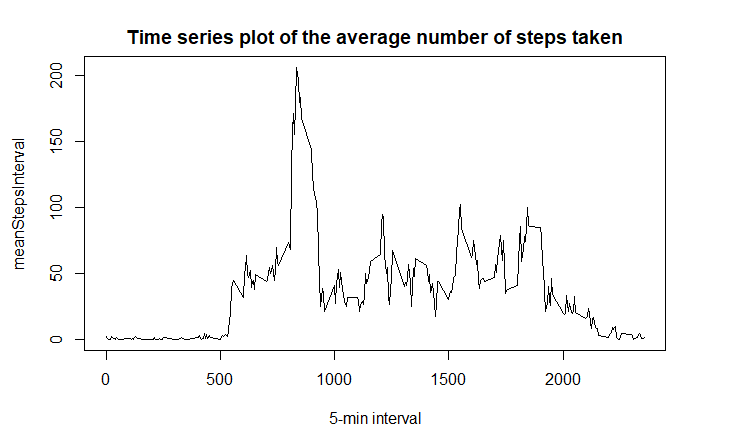 Time series plot of the average number of steps taken
meanStepsInterval
200
150
100
50
0
0 500 1000 1500 2000
5-min interval